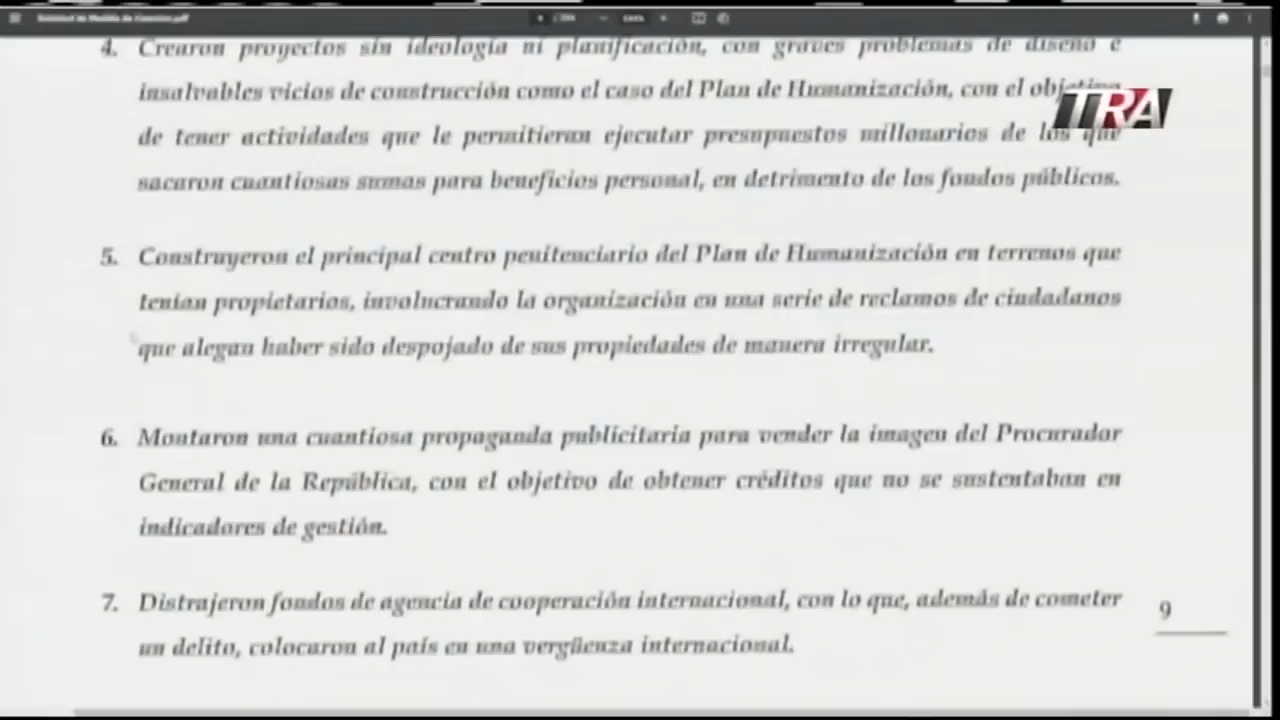 Solicitud de Medida de Coerción.pdf
4. Crearon proyectos sin ideología ni planificación, con graves problemas de diseño e
insalvables vicios de construcción como el caso del Plan de Humanización, con el objetivo
TRA
de tener actividades que le permitieran ejecutar presupuestos millonarios de los que
sacaron cuantiosas sumas para beneficios personal, en detrimento de los fondos públicos.
5. Construyeron el principal centro penitenciario del Plan de Humanización en terrenos que
tenían propietarios, involucrando la organización en una serie de reclamos de ciudadanos
que alegan haber sido despojado de sus propiedades de manera irregular.
6. Montaron una cuantiosa propaganda publicitaria para vender la imagen del Procurador
General de la República, con el objetivo de obtener créditos que no se sustentaban en
indicadores de gestión.
7. Distrajeron fondos de agencia de cooperación internacional, con lo que, además de cometer
9
un delito, colocaron al país en una vergüenza internacional.